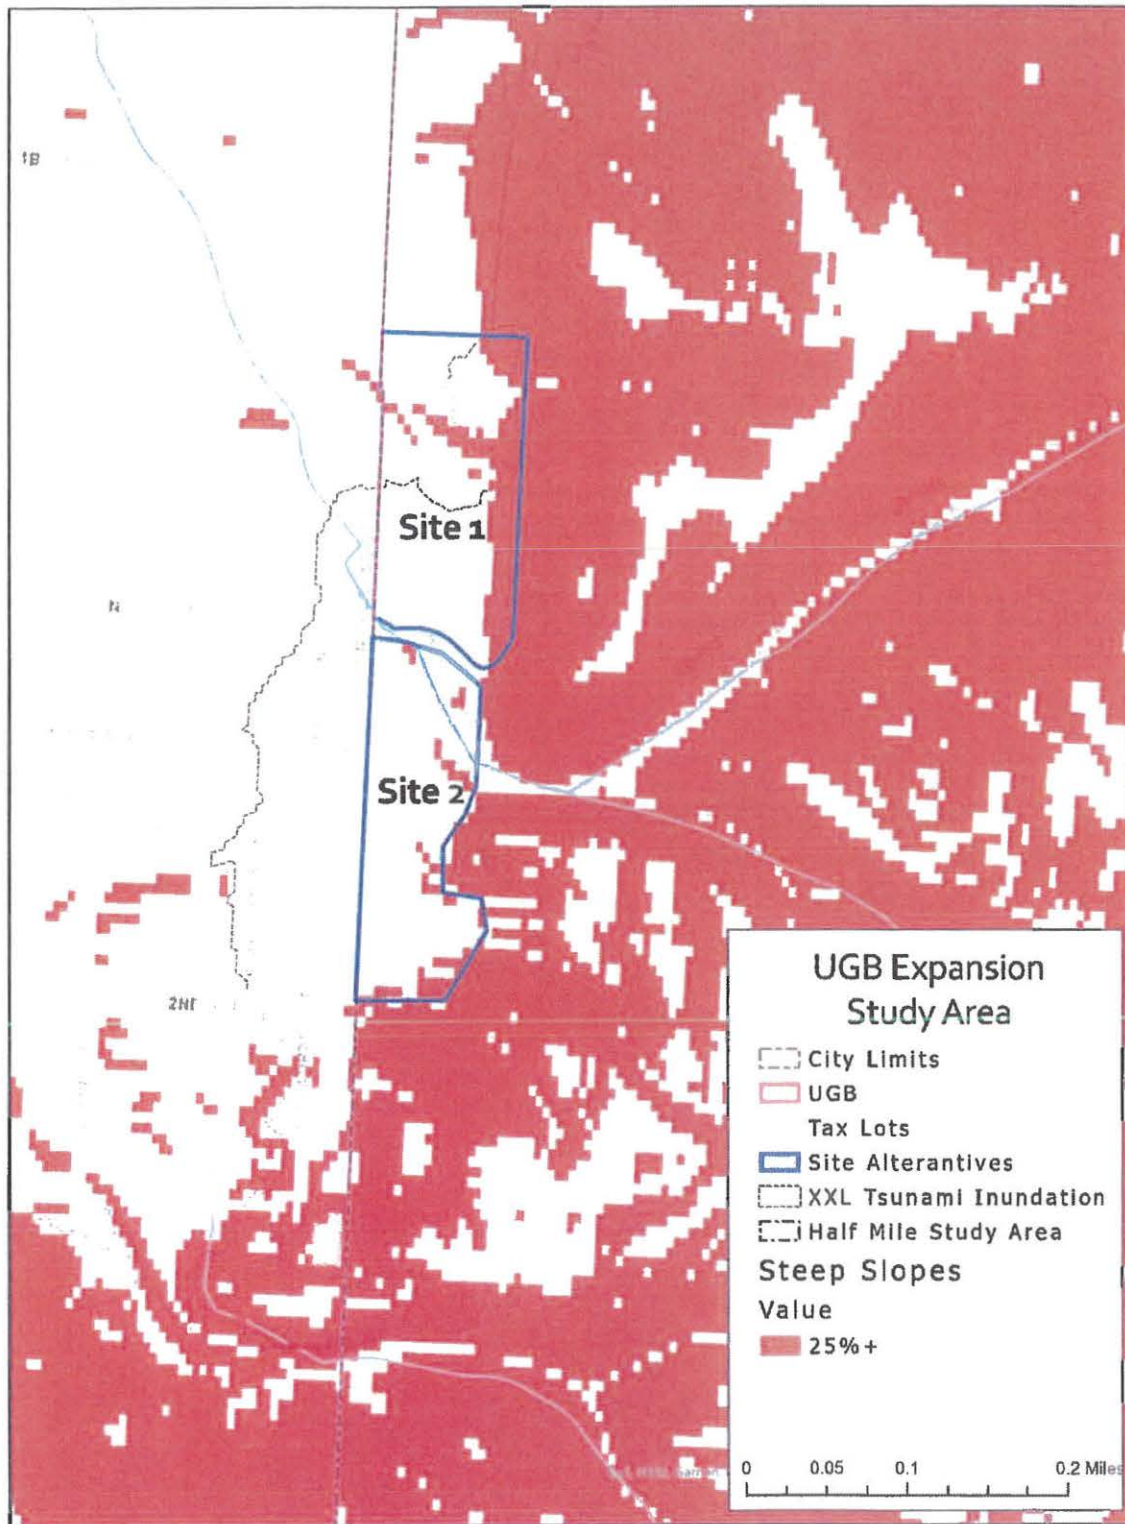 Site 1
N
Site 2
UGB Expansion
Study Area
City Limits
UGB
Tax Lots
Site Alterantives
XXL Tsunami Inundation
Half Mile Study Area
Steep Slopes
Value
25%+
0 0.05 0.1 0.2 Miles